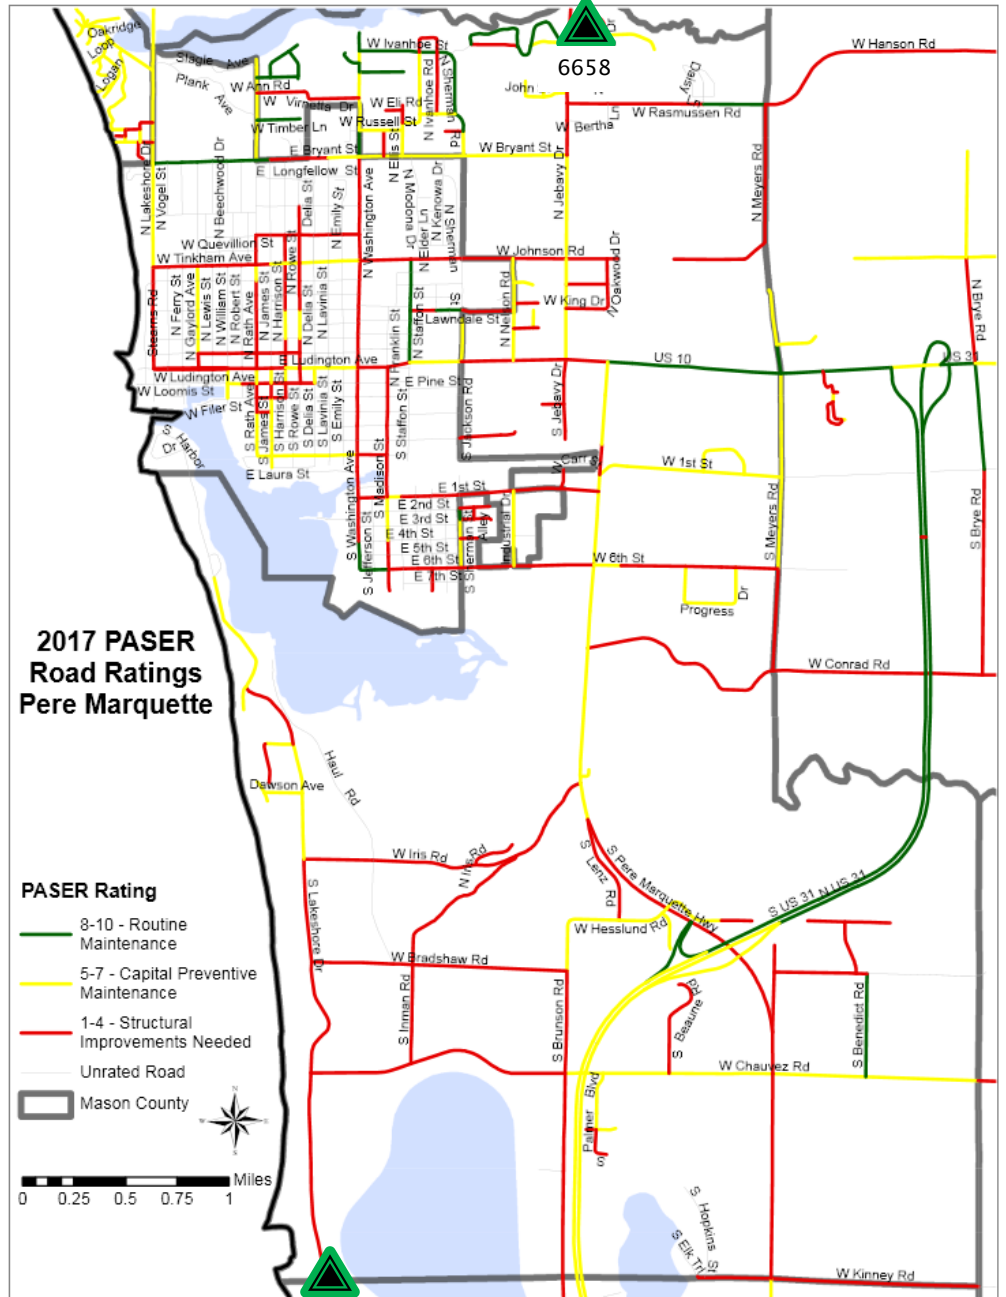 Oakridge
Loop
Logan
Slagle Ave
Plank Ave
W Ann Rd
W Virnetta Dr
W Timber Ln
E Bryant St
E Longfellow St
W Ivanhoe St
N Ivanhoe Rd
N Sherman Rd
W Eli Rd
W Russell St
N Ellis St
6658
Dr
John
W Bertha Ln
Daisy Ln
W Rasmussen Rd
W Hanson Rd
W Bryant St
N Jebavy Dr
N Meyers Rd
N Lakeshore Dr
N Vogel St
N Beechwood Dr
Delia St
N Emily St
N Washington Ave
N Modona Dr
N Elder Ln
N Kenowa Dr
N Sherman St
W Quevillion St
W Tinkham Ave
W Johnson Rd
N Oakwood Dr
W King Dr
N Nelson Rd
Stearns Rd
N Ferry St
N Gaylord Ave
N Lewis St
N William St
N Robert St
N Rath Ave
N James St
N Harrison St
N Rowe St
N Delia St
N Lavinia St
N Franklin St
N Staffon St
E Lawndale St
N Brye Rd
E Ludington Ave
W Ludington Ave
W Loomis St
W Filer St
US 10
US 31
E Pine St
S Harbor Dr
S Rath Ave
S James St
S Harrison St
S Rowe St
S Delia St
S Lavinia St
S Emily St
S Staffon St
S Jackson Rd
S Jebavy Dr
E Laura St
S Washington Ave
S Madison St
S Jefferson St
W Carr St
W 1st St
E 1st St
E 2nd St
E 3rd St
E 4th St
E 5th St
E 6th St
E 7th St
S Sherman St
Alley
Industrial Dr
W 6th St
S Meyers Rd
S Brye Rd
Progress Dr
W Conrad Rd
2017 PASER
Road Ratings
Pere Marquette
Haul Rd
Dawson Ave
W Iris Rd
N Iris Rd
S Lenz Rd
S Pere Marquette Hwy
S US 31
N US 31
W Hesslund Rd
S Lakeshore Dr
W Bradshaw Rd
S Inman Rd
S Brunson Rd
S Beaune Rd
S Benedict Rd
W Chauvez Rd
S Palmer Blvd
S Hopkins St
S Elk Trl
W Kinney Rd
PASER Rating
8-10 - Routine
Maintenance
5-7 - Capital Preventive
Maintenance
1-4 - Structural
Improvements Needed
Unrated Road
Mason County
N
W E
S
Miles
0 0.25 0.5 0.75 1